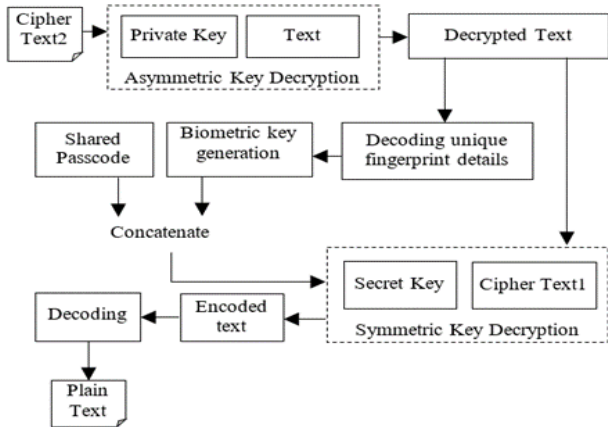 Cipher
Text2
Private Key
Text
Asymmetric Key Decryption
Decrypted Text
Shared
Passcode
Biometric key
generation
Decoding unique
fingerprint details
Concatenate
Secret Key
Cipher Text1
Symmetric Key Decryption
Decoding
Encoded
text
Plain
Text